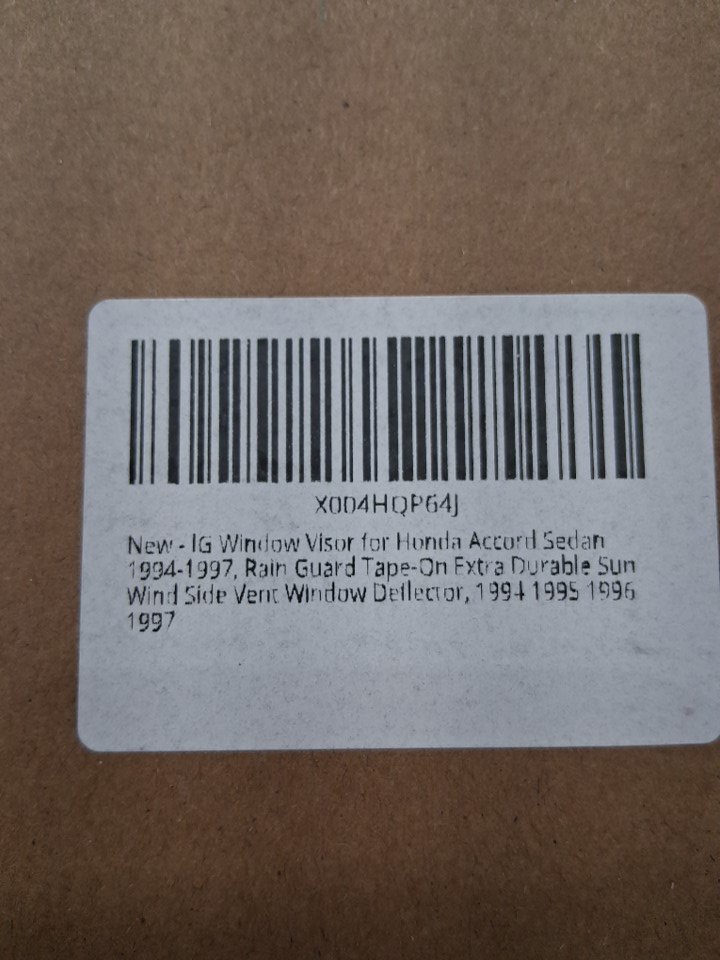 X004HQP64J
New - IG Window Visor for Honda Accord Sedan
1994-1997, Rain Guard Tape-On Extra Durable Sun
Wind Side Vent Window Deflector, 1994 1995 1996
1997